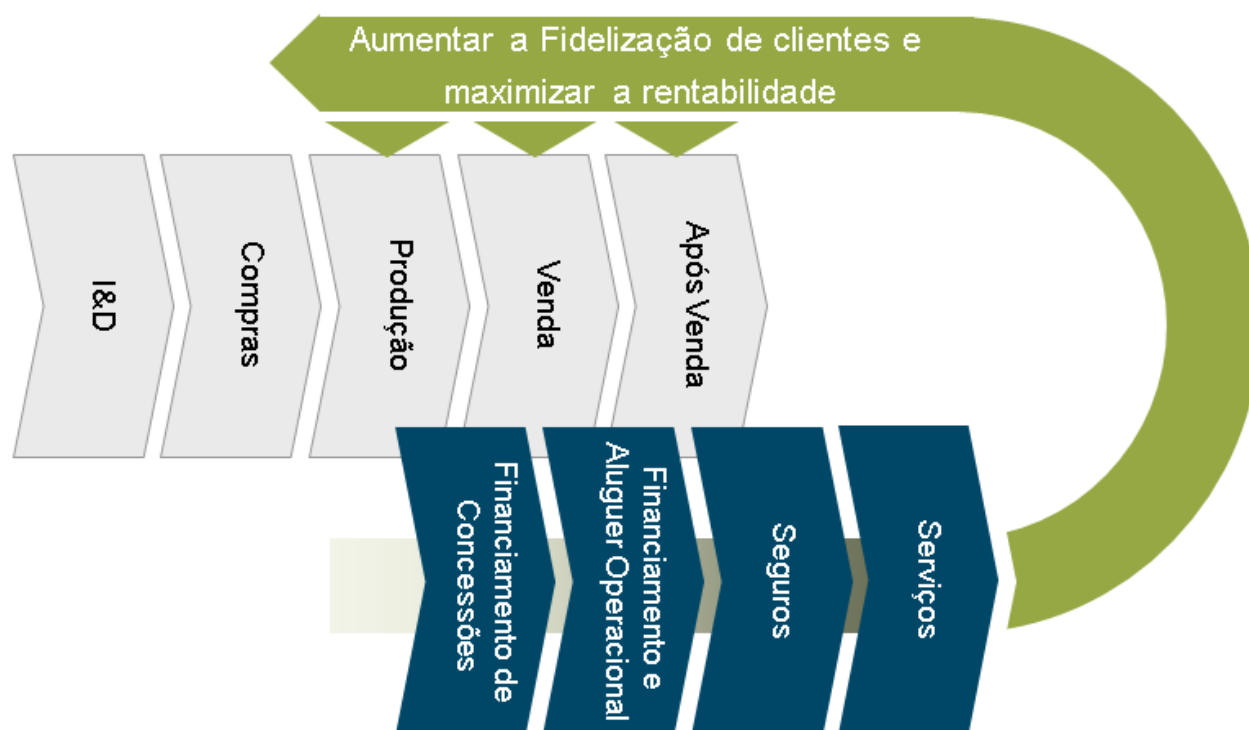 Aumentar a Fidelização de clientes e
maximizar a rentabilidade
I&D
Compras
Produção
Venda
Após Venda
Financiamento de
Concessões
Financiamento e
Aluguer Operacional
Seguros
Serviços